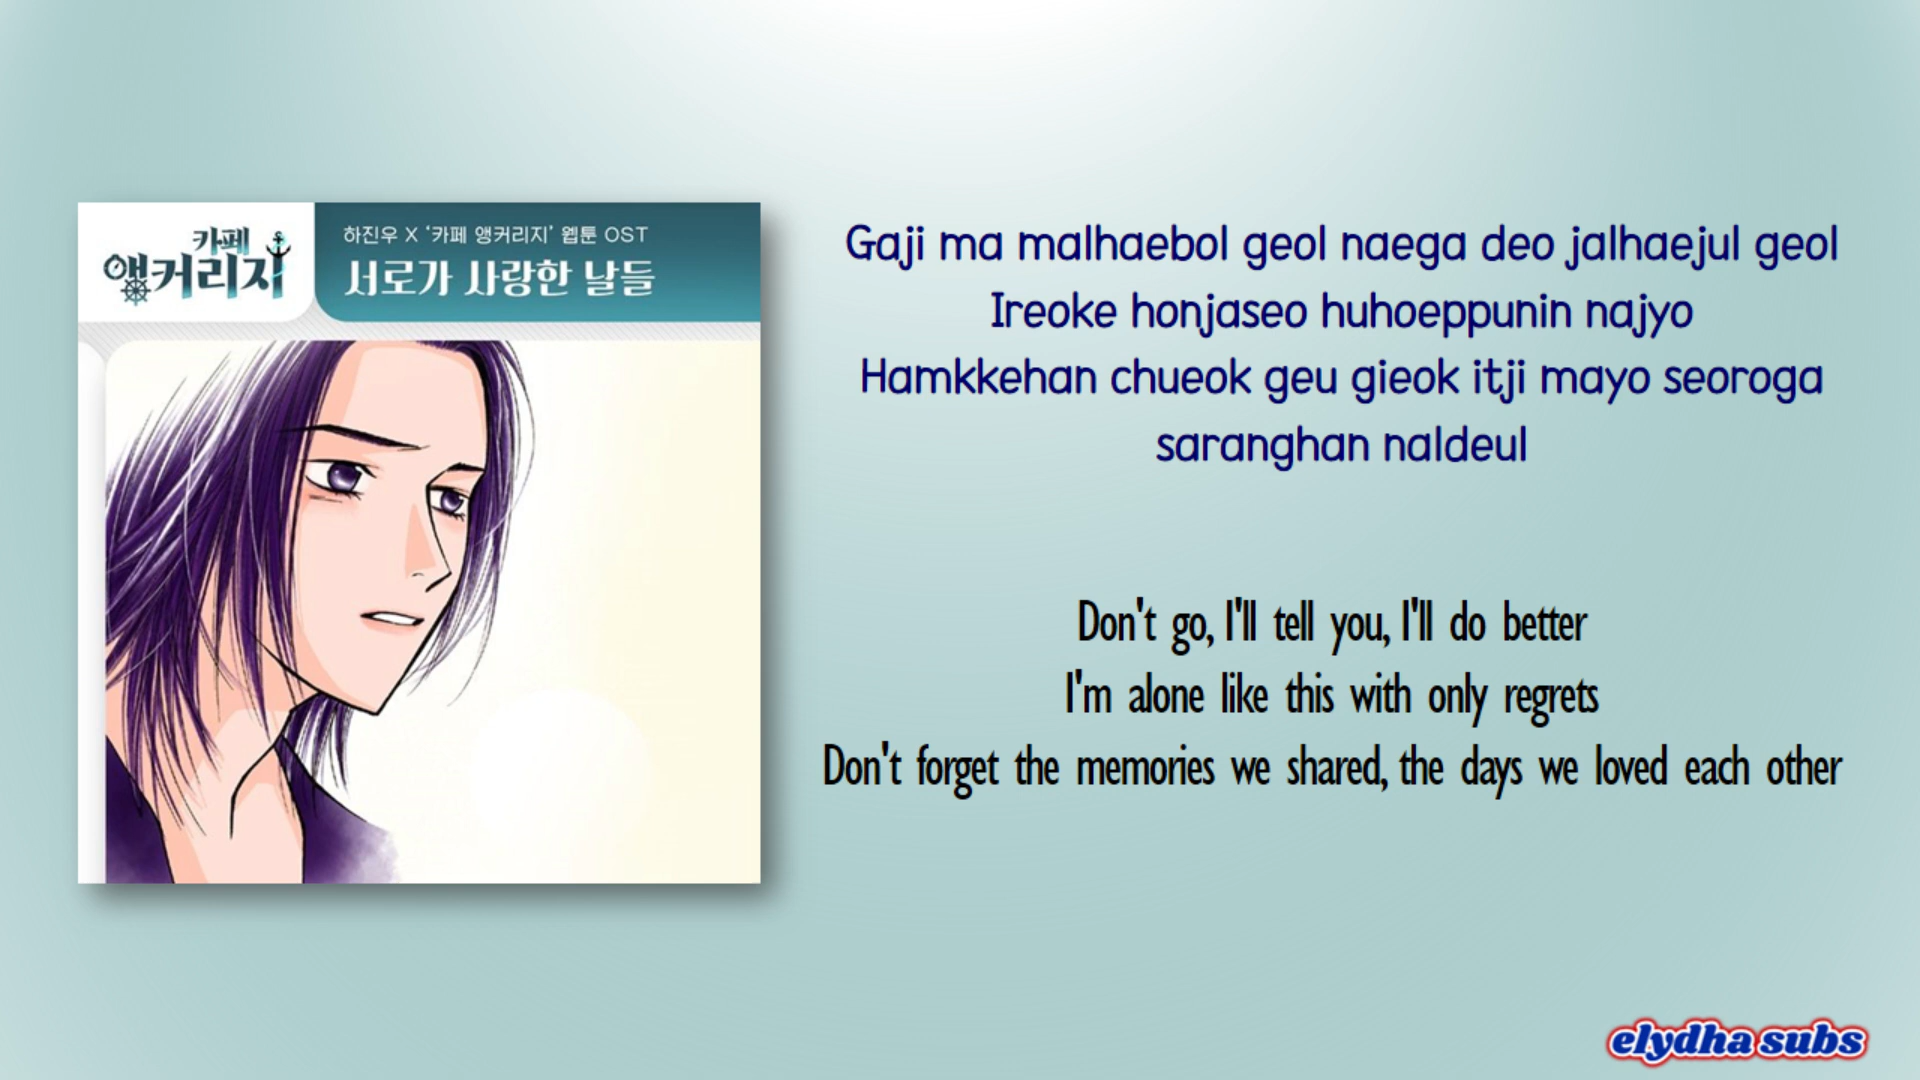 카페
앵커리지
하진우 X ‘카페 앵커리지’ 웹툰 OST
서로가 사랑한 날들
Gaji ma malhaebol geol naega deo jalhaejul geol
Ireoke honjaseo huhoeppunin najyo
Hamkkehan chueok geu gieok itji mayo seoroga
saranghan naldeul
Don't go, I'll tell you, I'll do better
I'm alone like this with only regrets
Don't forget the memories we shared, the days we loved each other
elydha subs